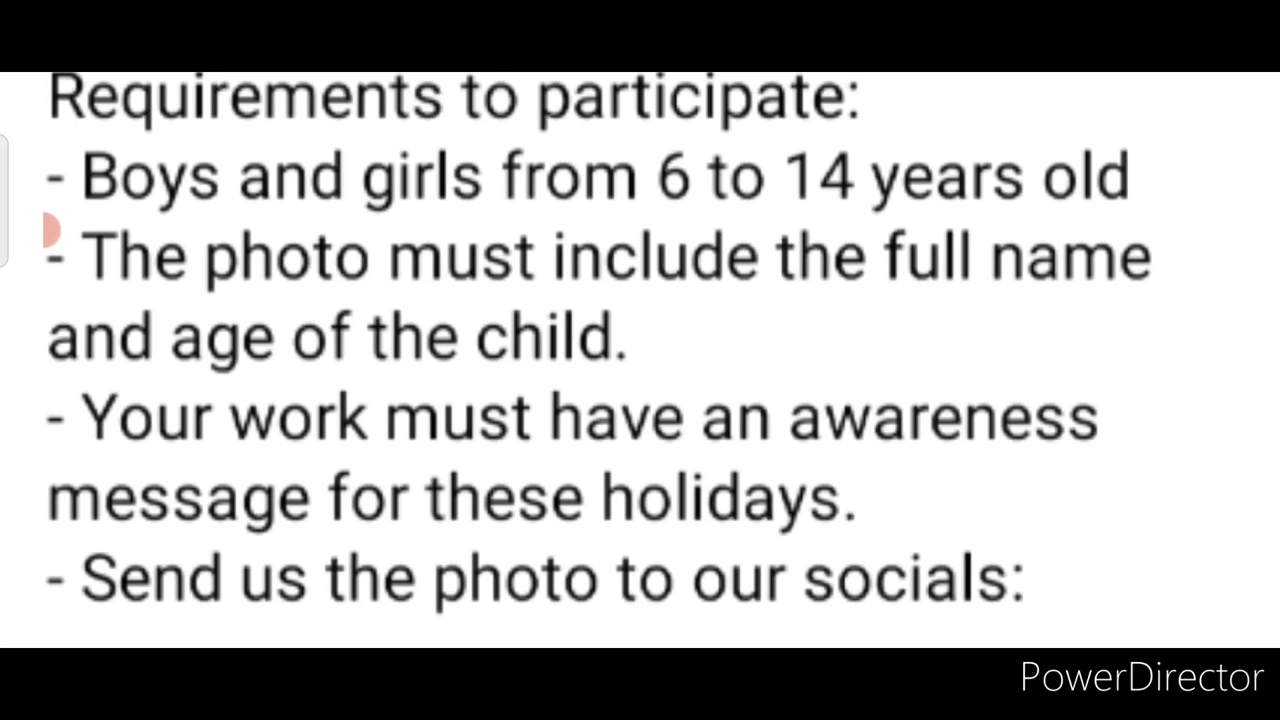 Requirements to participate:
- Boys and girls from 6 to 14 years old
- The photo must include the full name
and age of the child.
- Your work must have an awareness
message for these holidays.
- Send us the photo to our socials:
PowerDirector